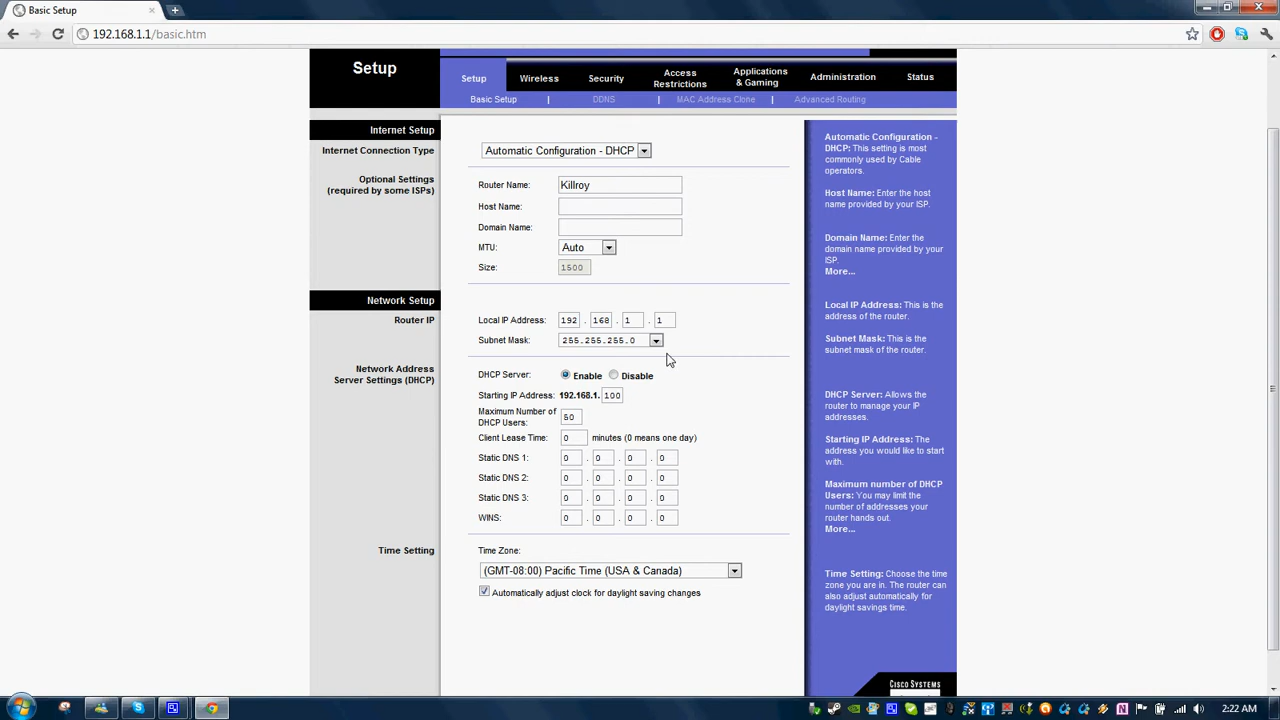 Basic Setup
192.168.1.1/basic.htm
Setup
Setup
Wireless
Security
Access
Restrictions
Applications
& Gaming
Administration
Status
Basic Setup | DDNS | MAC Address Clone | Advanced Routing
Internet Setup
Internet Connection Type
Automatic Configuration - DHCP
Optional Settings
(required by some ISPs)
Router Name: Killroy
Host Name:
Domain Name:
MTU: Auto
Size: 1500
Network Setup
Router IP
Local IP Address: 192 . 168 . 1 . 1
Subnet Mask: 255.255.255.0
Network Address
Server Settings (DHCP)
DHCP Server: Enable Disable
Starting IP Address: 192.168.1. 100
Maximum Number of
DHCP Users: 50
Client Lease Time: 0 minutes (0 means one day)
Static DNS 1: 0 . 0 . 0 . 0
Static DNS 2: 0 . 0 . 0 . 0
Static DNS 3: 0 . 0 . 0 . 0
WINS: 0 . 0 . 0 . 0
Time Setting
Time Zone:
(GMT-08:00) Pacific Time (USA & Canada)
Automatically adjust clock for daylight saving changes
Automatic Configuration -
DHCP: This setting is most
commonly used by Cable
operators.
Host Name: Enter the host
name provided by your ISP.
Domain Name: Enter the
domain name provided by your
ISP.
More...
Local IP Address: This is the
address of the router.
Subnet Mask: This is the
subnet mask of the router.
DHCP Server: Allows the
router to manage your IP
addresses.
Starting IP Address: The
address you would like to start
with.
Maximum number of DHCP
Users: You may limit the
number of addresses your
router hands out.
More...
Time Setting: Choose the time
zone you are in. The router can
also adjust automatically for
daylight savings time.
CISCO SYSTEMS
2:22 AM